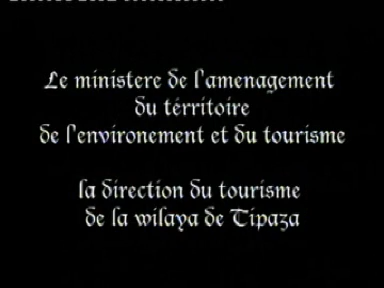 Le ministere de l'amenagement
du térritoire
de l'environement et du tourisme
la direction du tourisme
de la wilaya de Tipaza